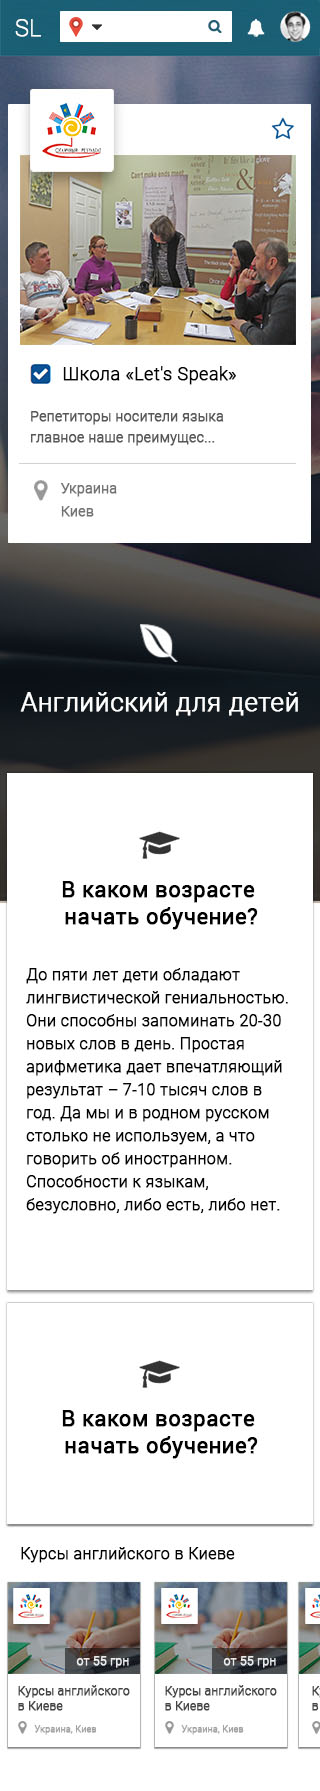 SL
Can't make ends meet
Школа «Let's Speak»
Репетиторы носители языка
главное наше преимущес...
Украина
Киев
Английский для детей
В каком возрасте
начать обучение?
До пяти лет дети обладают
лингвистической гениальностью.
Они способны запоминать 20-30
новых слов в день. Простая
арифметика дает впечатляющий
результат – 7-10 тысяч слов в
год. Да мы и в родном русском
столько не используем, а что
говорить об иностранном.
Способности к языкам,
безусловно, либо есть, либо нет.
В каком возрасте
начать обучение?
Курсы английского в Киеве
от 55 грн
Курсы английского
в Киеве
Украина, Киев
от 55 грн
Курсы английского
в Киеве
Украина, Киев